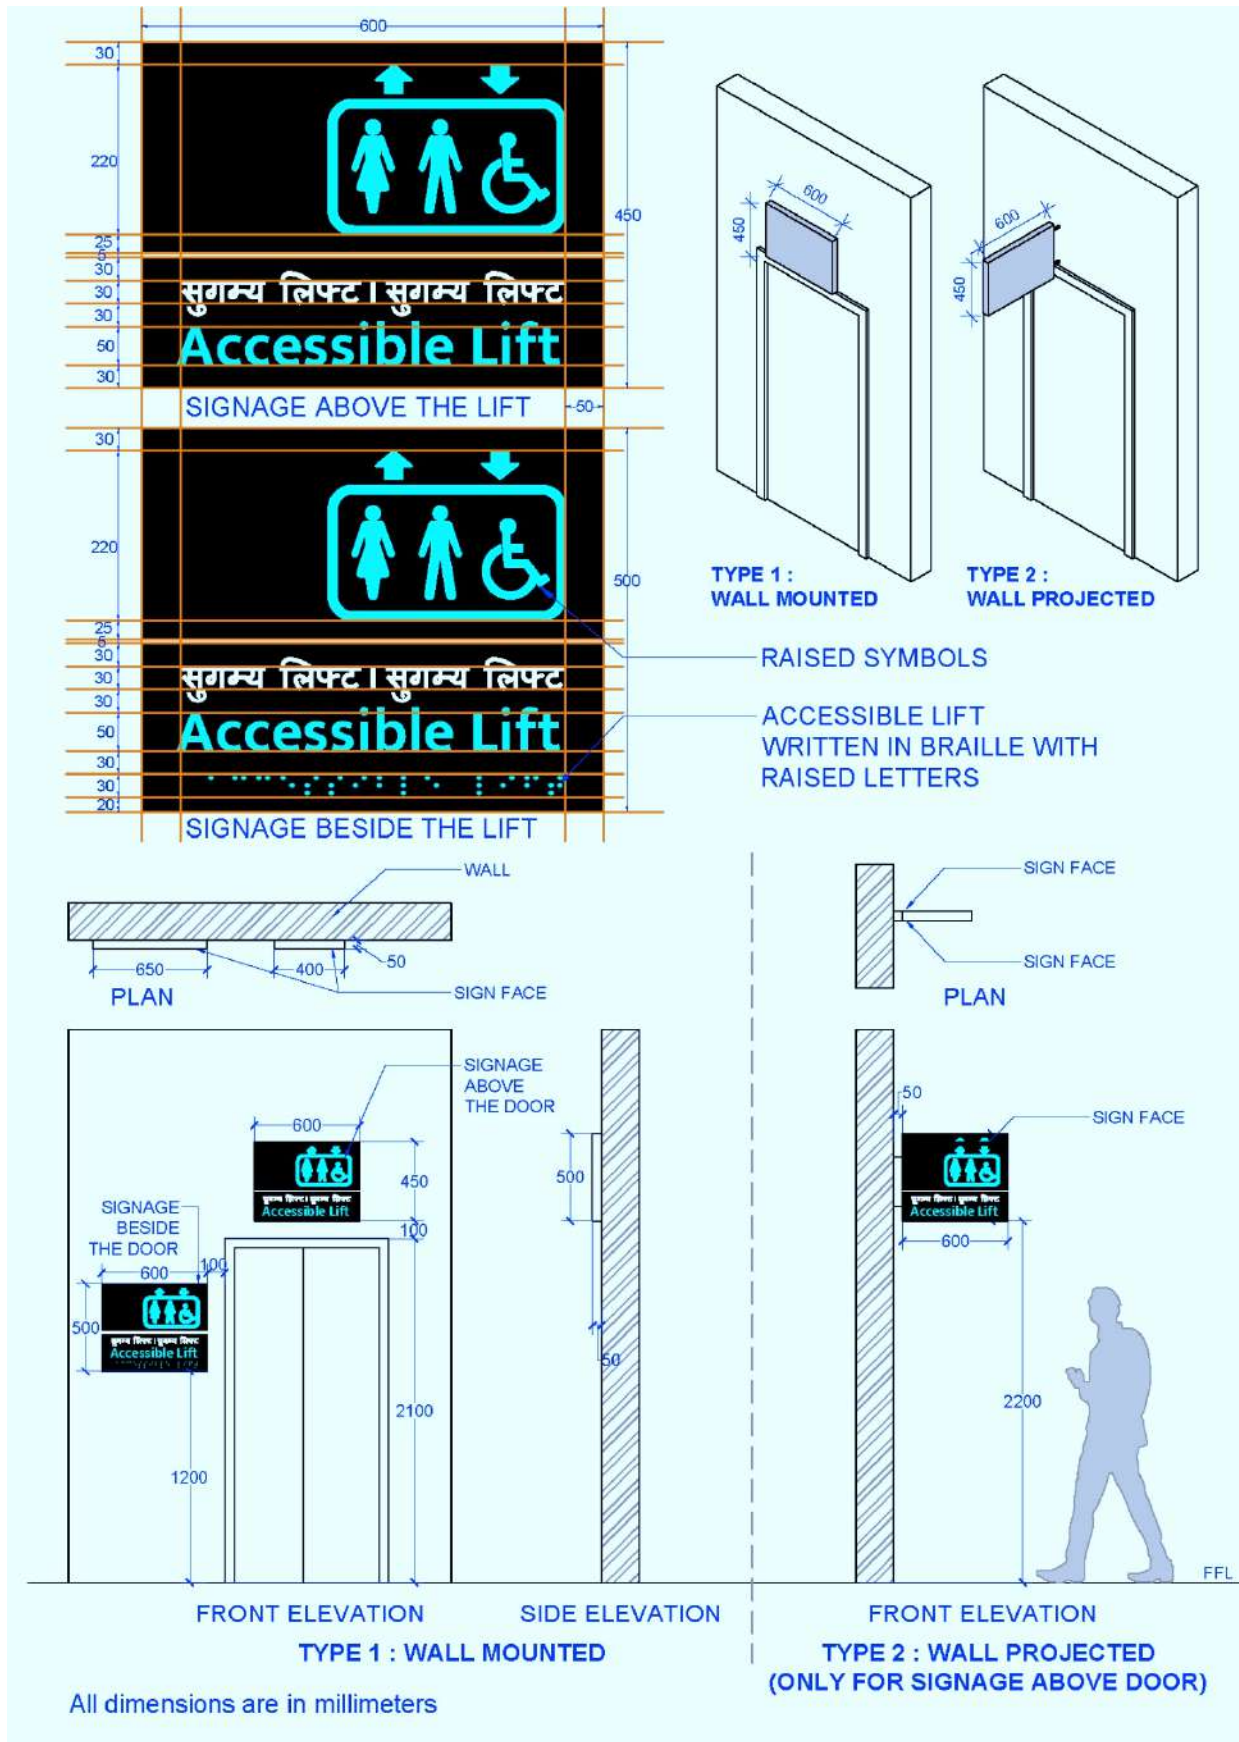 600
30
220
25
5
30
30
30
50
30
450
सुगम्य लिफ्ट । सुगम्य लिफ्ट
Accessible Lift
SIGNAGE ABOVE THE LIFT
50
30
220
25
5
30
30
30
50
30
30
20
500
सुगम्य लिफ्ट । सुगम्य लिफ्ट
Accessible Lift
SIGNAGE BESIDE THE LIFT
600
450
TYPE 1 :
WALL MOUNTED
600
450
TYPE 2 :
WALL PROJECTED
RAISED SYMBOLS
ACCESSIBLE LIFT
WRITTEN IN BRAILLE WITH
RAISED LETTERS
WALL
650
400
50
PLAN
SIGN FACE
SIGN FACE
SIGN FACE
PLAN
SIGNAGE
ABOVE
THE DOOR
600
450
100
सुगम्य लिफ्ट । सुगम्य लिफ्ट
Accessible Lift
SIGNAGE
BESIDE
THE DOOR
600
100
500
सुगम्य लिफ्ट । सुगम्य लिफ्ट
Accessible Lift
1200
2100
500
50
50
SIGN FACE
सुगम्य लिफ्ट । सुगम्य लिफ्ट
Accessible Lift
600
2200
FFL
FRONT ELEVATION
SIDE ELEVATION
TYPE 1 : WALL MOUNTED
FRONT ELEVATION
TYPE 2 : WALL PROJECTED
(ONLY FOR SIGNAGE ABOVE DOOR)
All dimensions are in millimeters